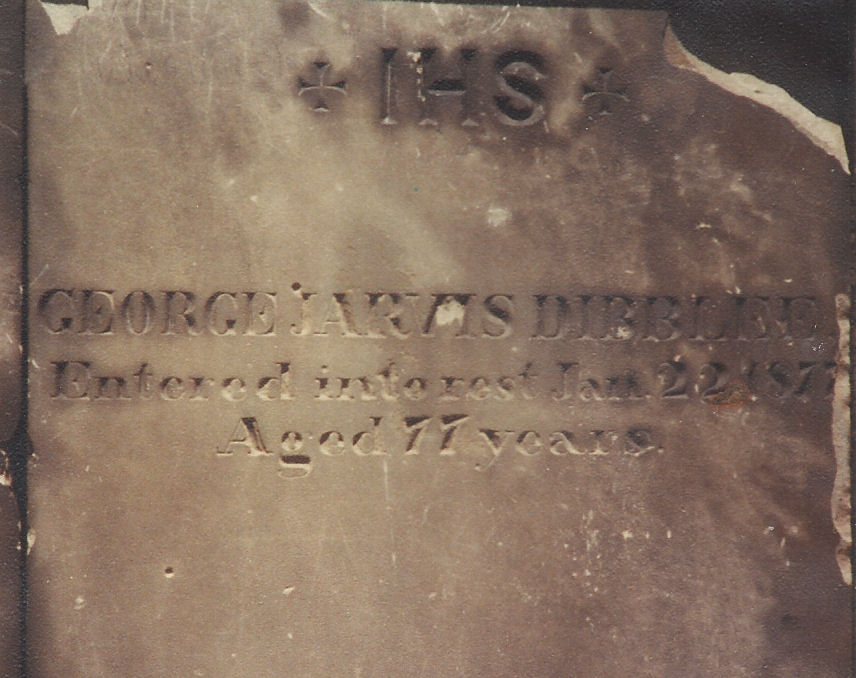 ✠ IHS ✠
GEORGE JARVIS DIBBLEE
Entered into rest Jan. 22
Aged 77 years.